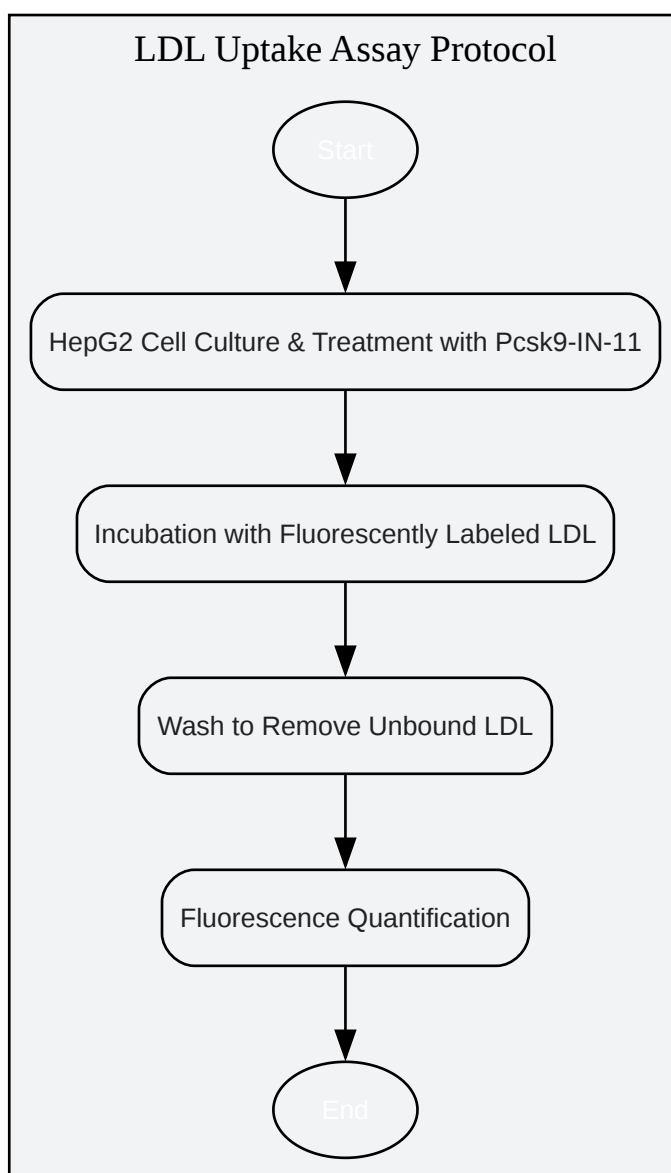 LDL Uptake Assay Protocol
Start
HepG2 Cell Culture & Treatment with Pcsk9-IN-11
Incubation with Fluorescently Labeled LDL
Wash to Remove Unbound LDL
Fluorescence Quantification
End